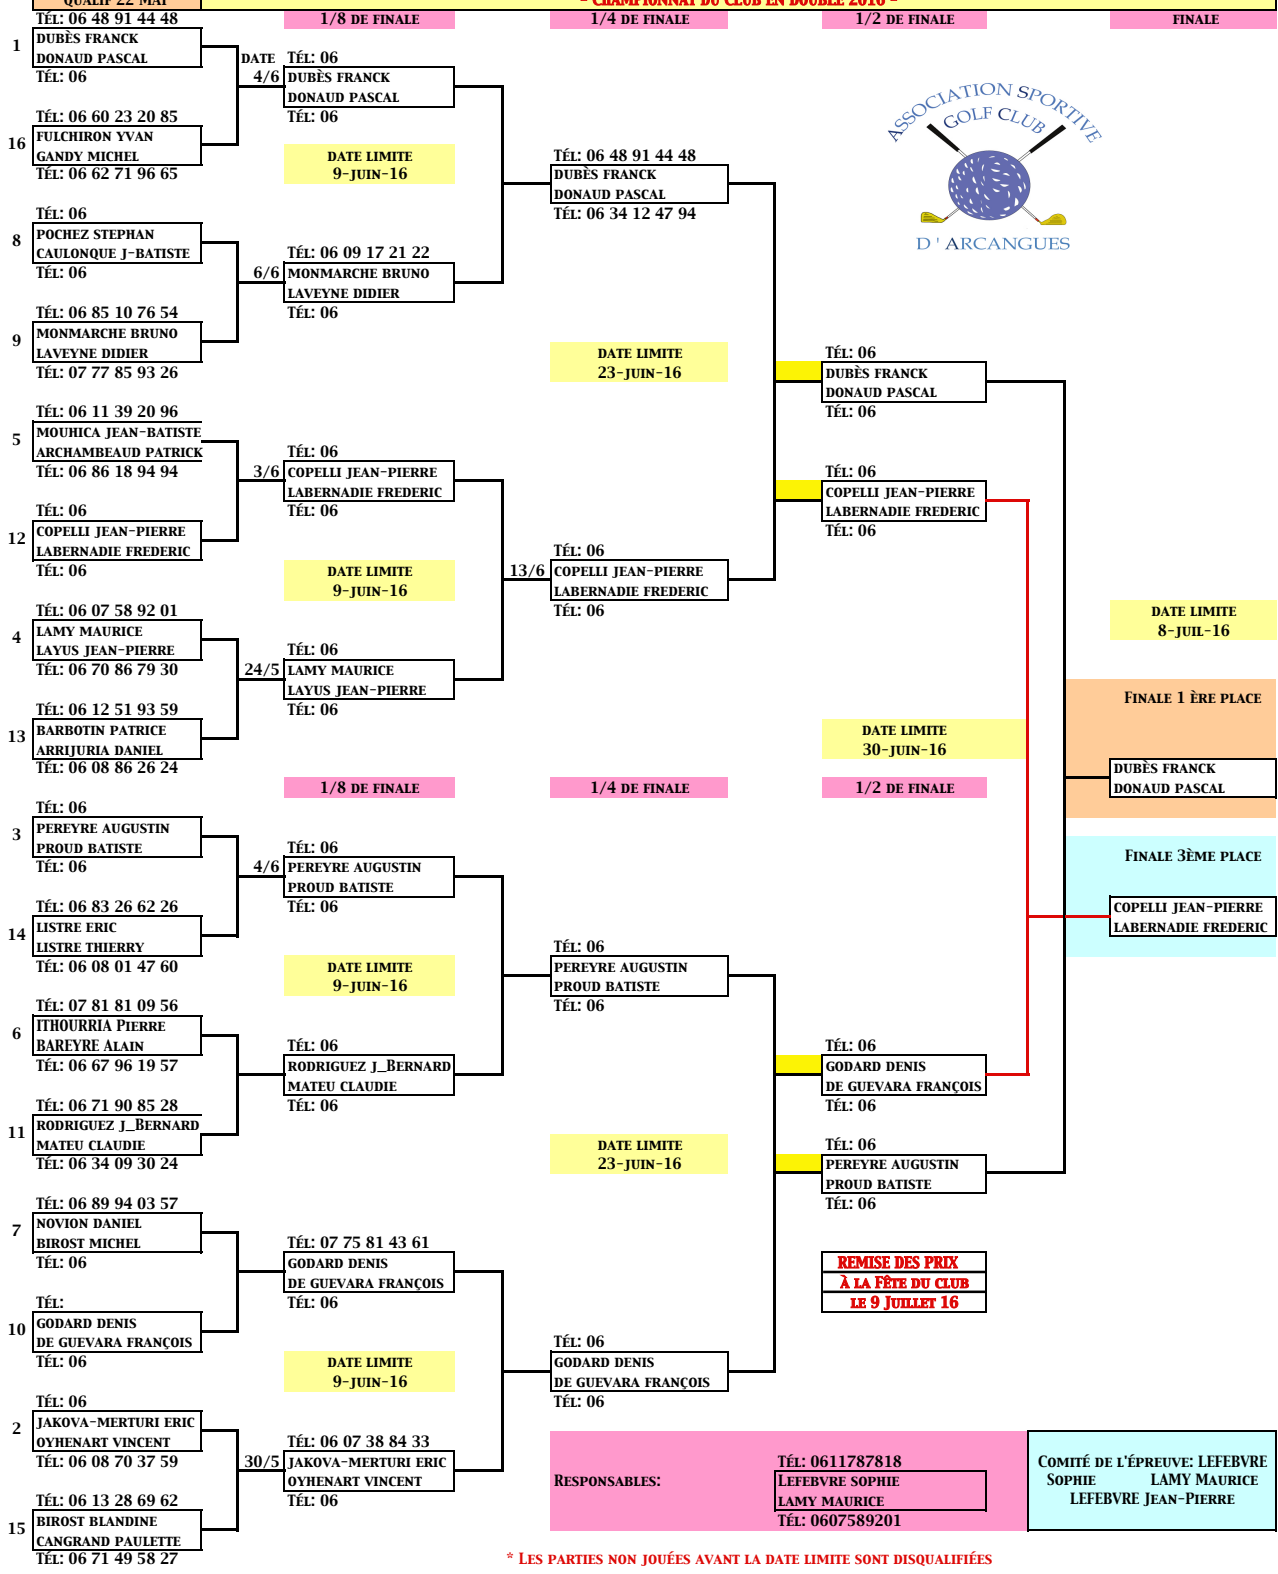 QUALIF 22 MAI
- CHAMPIONNAT DU CLUB EN DOUBLE 2016 -
1/8 DE FINALE
1/4 DE FINALE
1/2 DE FINALE
FINALE
TÉL: 06 48 91 44 48
1
DUBÈS FRANCK
DONAUD PASCAL
TÉL: 06
TÉL: 06 60 23 20 85
16
FULCHIRON YVAN
GANDY MICHEL
TÉL: 06 62 71 96 65
TÉL: 06
8
POCHEZ STEPHAN
CAULONQUE J-BATISTE
TÉL: 06
TÉL: 06 85 10 76 54
9
MONMARCHE BRUNO
LAVEYNE DIDIER
TÉL: 07 77 85 93 26
TÉL: 06 11 39 20 96
5
MOUHICA JEAN-BATISTE
ARCHAMBEAUD PATRICK
TÉL: 06 86 18 94 94
TÉL: 06
12
COPELLI JEAN-PIERRE
LABERNADIE FREDERIC
TÉL: 06
TÉL: 06 07 58 92 01
4
LAMY MAURICE
LAYUS JEAN-PIERRE
TÉL: 06 70 86 79 30
TÉL: 06 12 51 93 59
13
BARBOTIN PATRICE
ARRIJURIA DANIEL
TÉL: 06 08 86 26 24
TÉL: 06
3
PEREYRE AUGUSTIN
PROUD BATISTE
TÉL: 06
TÉL: 06 83 26 62 26
14
LISTRE ERIC
LISTRE THIERRY
TÉL: 06 08 01 47 60
TÉL: 07 81 81 09 56
6
ITHOURRIA PIERRE
BAREYRE ALAIN
TÉL: 06 67 96 19 57
TÉL: 06 71 90 85 28
11
RODRIGUEZ J_BERNARD
MATEU CLAUDIE
TÉL: 06 34 09 30 24
TÉL: 06 89 94 03 57
7
NOVION DANIEL
BIROST MICHEL
TÉL: 06
TÉL:
10
GODARD DENIS
DE GUEVARA FRANÇOIS
TÉL: 06
TÉL: 06
2
JAKOVA-MERTURI ERIC
OYHENART VINCENT
TÉL: 06 08 70 37 59
TÉL: 06 13 28 69 62
15
BIROST BLANDINE
CANGRAND PAULETTE
TÉL: 06 71 49 58 27
DATE
TÉL: 06
4/6
DUBÈS FRANCK
DONAUD PASCAL
TÉL: 06
DATE LIMITE
9-JUIN-16
TÉL: 06 09 17 21 22
6/6
MONMARCHE BRUNO
LAVEYNE DIDIER
TÉL: 06
TÉL: 06
3/6
COPELLI JEAN-PIERRE
LABERNADIE FREDERIC
TÉL: 06
DATE LIMITE
9-JUIN-16
TÉL: 06
24/5
LAMY MAURICE
LAYUS JEAN-PIERRE
TÉL: 06
1/8 DE FINALE
TÉL: 06
4/6
PEREYRE AUGUSTIN
PROUD BATISTE
TÉL: 06
DATE LIMITE
9-JUIN-16
TÉL: 06
RODRIGUEZ J_BERNARD
MATEU CLAUDIE
TÉL: 06
TÉL: 07 75 81 43 61
GODARD DENIS
DE GUEVARA FRANÇOIS
TÉL: 06
DATE LIMITE
9-JUIN-16
TÉL: 06 07 38 84 33
30/5
JAKOVA-MERTURI ERIC
OYHENART VINCENT
TÉL: 06
TÉL: 06 48 91 44 48
DUBÈS FRANCK
DONAUD PASCAL
TÉL: 06 34 12 47 94
DATE LIMITE
23-JUIN-16
TÉL: 06
13/6
COPELLI JEAN-PIERRE
LABERNADIE FREDERIC
TÉL: 06
1/4 DE FINALE
TÉL: 06
PEREYRE AUGUSTIN
PROUD BATISTE
TÉL: 06
DATE LIMITE
23-JUIN-16
TÉL: 06
GODARD DENIS
DE GUEVARA FRANÇOIS
TÉL: 06
ASSOCIATION SPORTIVE
GOLF CLUB
D'ARCANGUES
TÉL: 06
DUBÈS FRANCK
DONAUD PASCAL
TÉL: 06
TÉL: 06
COPELLI JEAN-PIERRE
LABERNADIE FREDERIC
TÉL: 06
DATE LIMITE
30-JUIN-16
1/2 DE FINALE
TÉL: 06
GODARD DENIS
DE GUEVARA FRANÇOIS
TÉL: 06
TÉL: 06
PEREYRE AUGUSTIN
PROUD BATISTE
TÉL: 06
REMISE DES PRIX
À LA FÊTE DU CLUB
LE 9 JUILLET 16
DATE LIMITE
8-JUIL-16
FINALE 1 ÈRE PLACE
DUBÈS FRANCK
DONAUD PASCAL
FINALE 3ÈME PLACE
COPELLI JEAN-PIERRE
LABERNADIE FREDERIC
RESPONSABLES:
TÉL: 0611787818
LEFEBVRE SOPHIE
LAMY MAURICE
TÉL: 0607589201
COMITÉ DE L'ÉPREUVE: LEFEBVRE
SOPHIE LAMY MAURICE
LEFEBVRE JEAN-PIERRE
* LES PARTIES NON JOUÉES AVANT LA DATE LIMITE SONT DISQUALIFIÉES